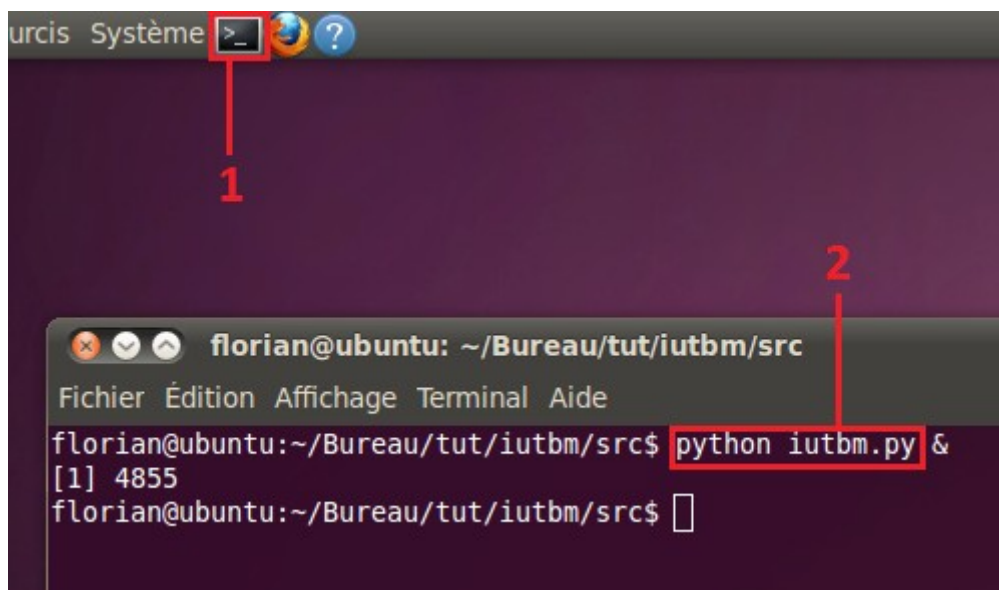 urcis Système >_ ?
1
2
florian@ubuntu: ~/Bureau/tut/iutbm/src
Fichier Édition Affichage Terminal Aide
florian@ubuntu:~/Bureau/tut/iutbm/src$ python iutbm.py &
[1] 4855
florian@ubuntu:~/Bureau/tut/iutbm/src$